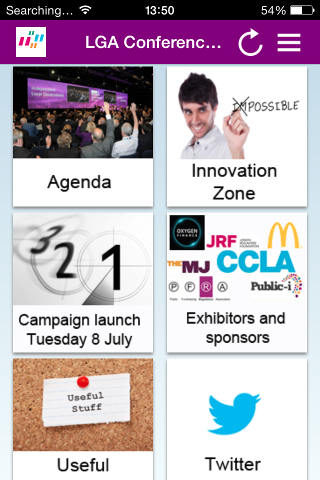 Searching... 13:50 54%
LGA Conferenc...
Agenda
IMPOSSIBLE
Innovation
Zone
3 2 1
Campaign launch
Tuesday 8 July
OXYGEN
FINANCE
JRF
THE MJ
CCLA
PFRA
Public-i
Exhibitors and
sponsors
Useful
Stuff
Useful
Twitter